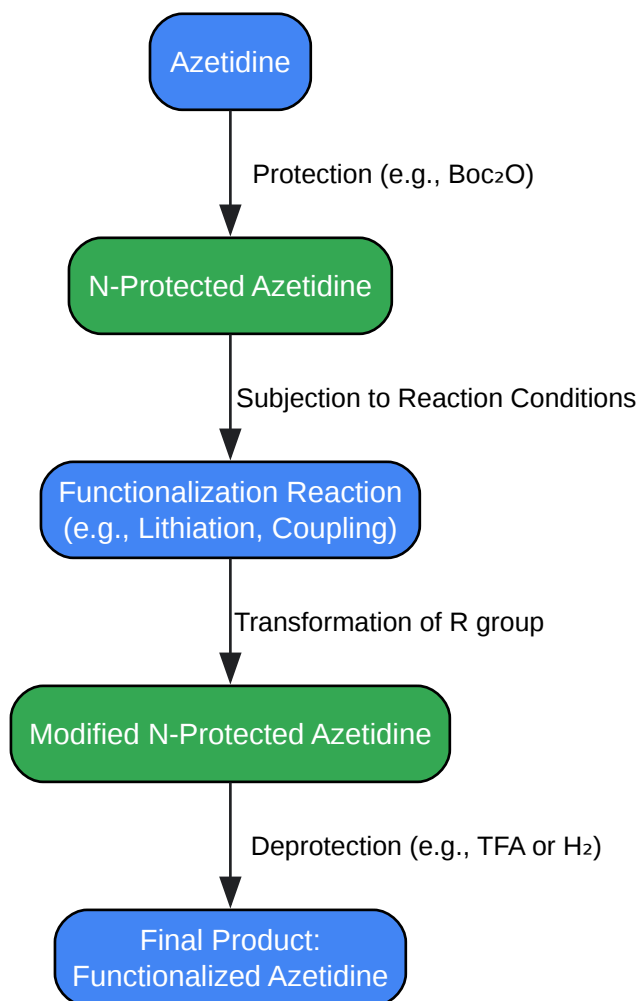 Azetidine
Protection (e.g., Boc₂O)
N-Protected Azetidine
Subjection to Reaction Conditions
Functionalization Reaction
(e.g., Lithiation, Coupling)
Transformation of R group
Modified N-Protected Azetidine
Deprotection (e.g., TFA or H₂)
Final Product:
Functionalized Azetidine